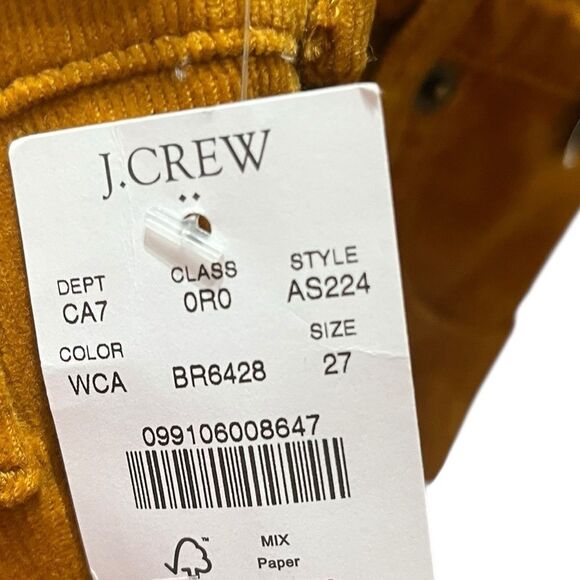 J.CREW
DEPT CLASS STYLE
CA7 0R0 AS224
COLOR SIZE
WCA BR6428 27
099106008647
MIX
Paper